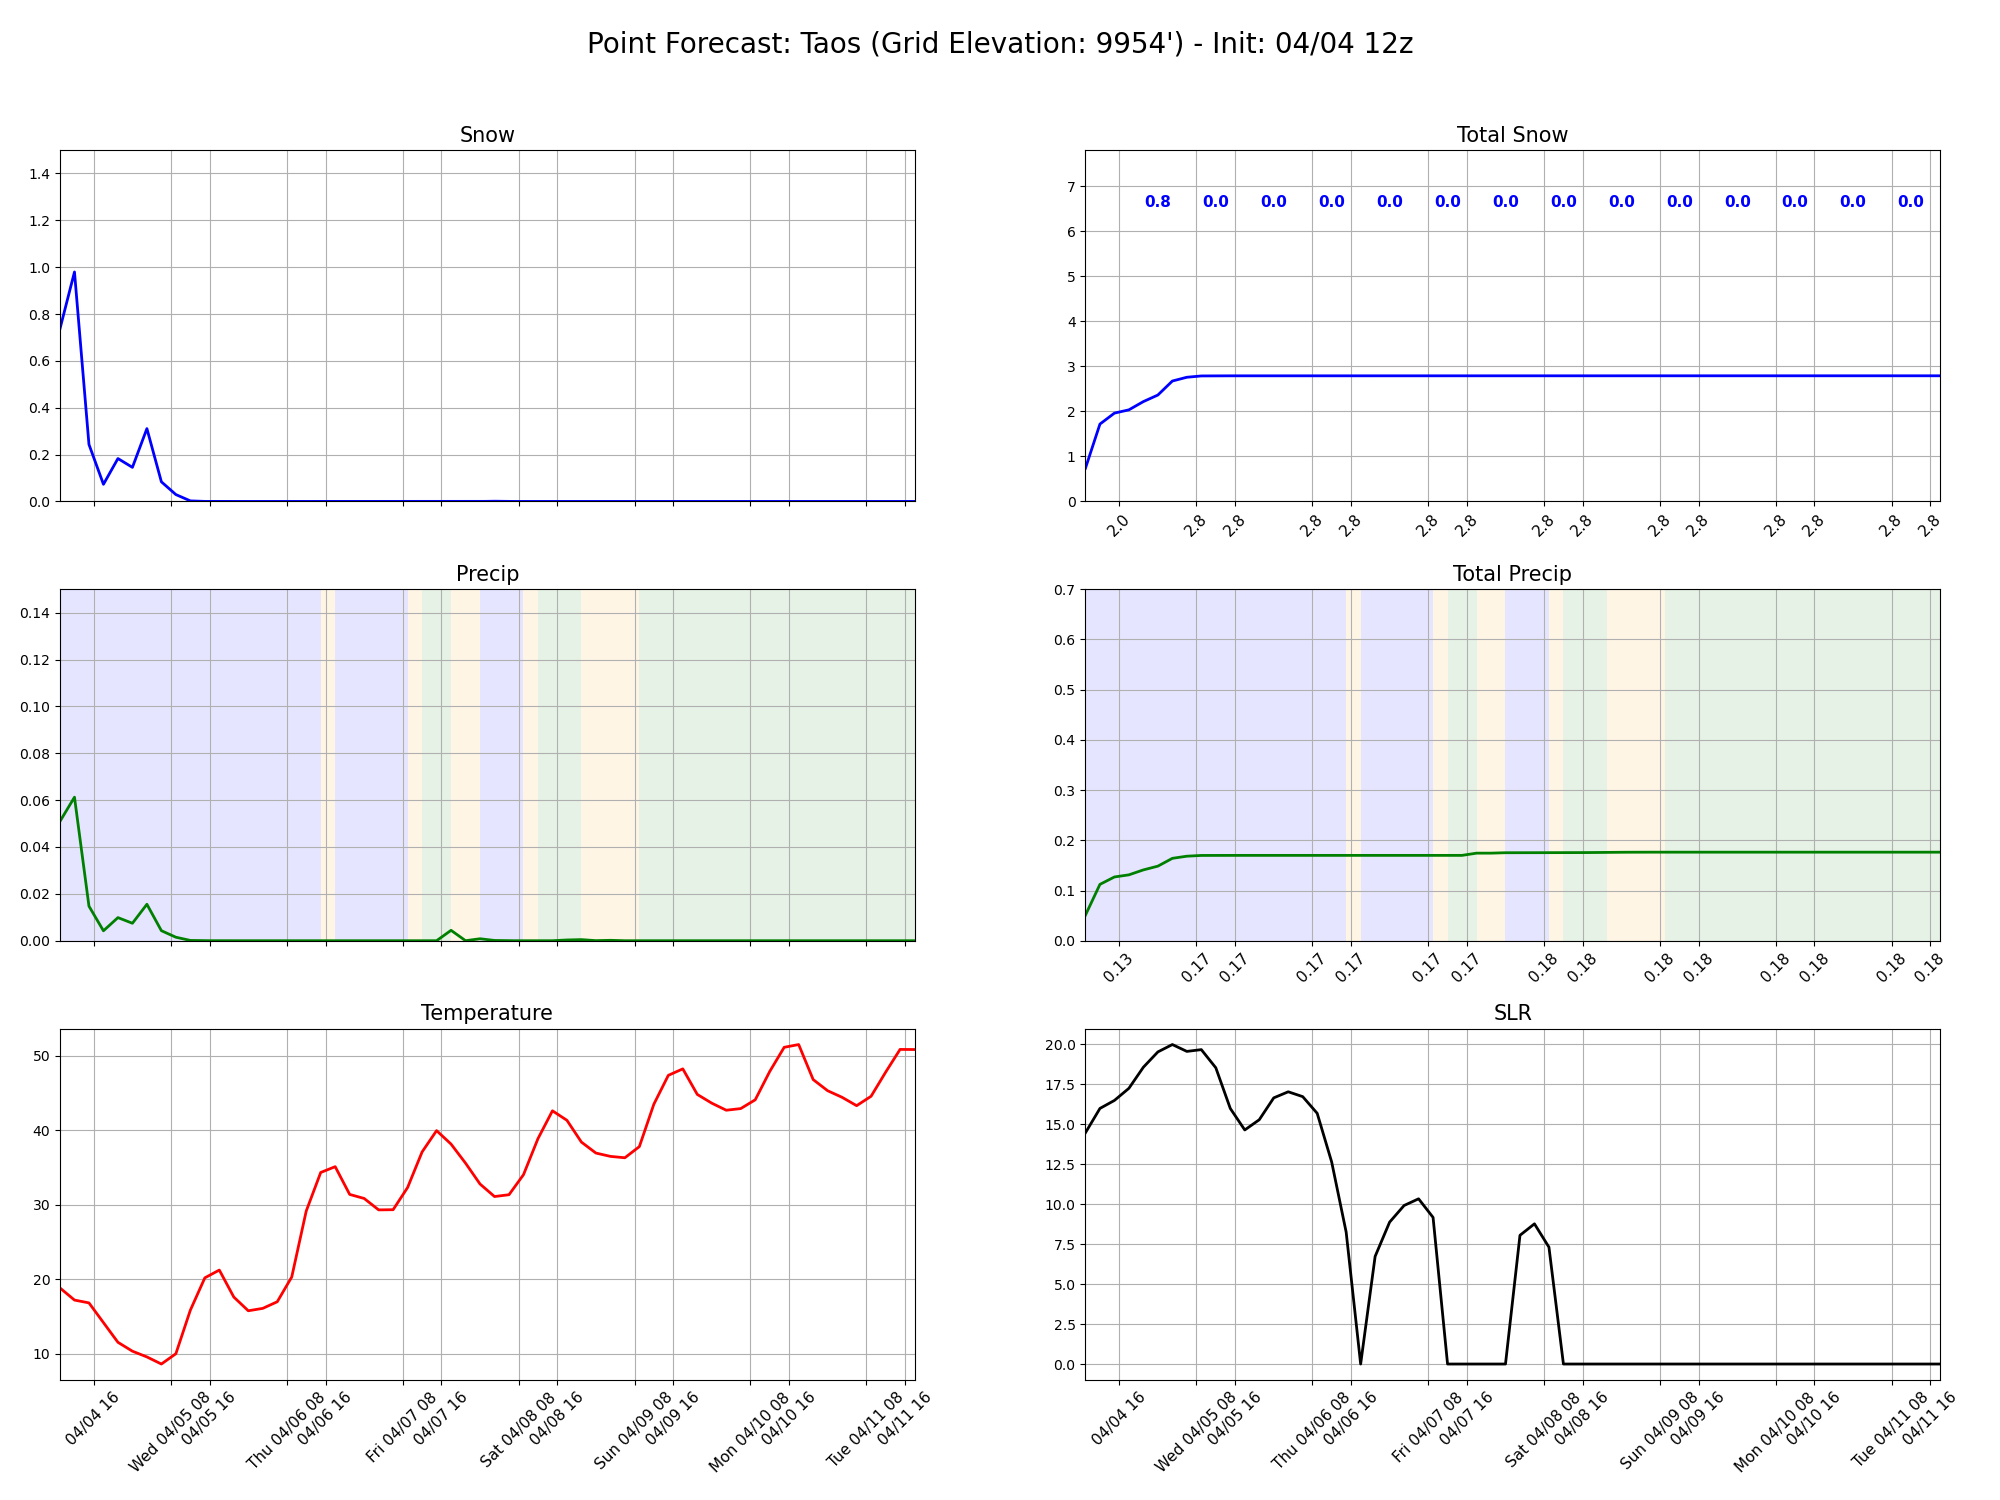 Point Forecast: Taos (Grid Elevation: 9954') - Init: 04/04 12z
Snow
1.4
1.2
1.0
0.8
0.6
0.4
0.2
0.0
Total Snow
7
6
5
4
3
2
1
0
0.8 0.0 0.0 0.0 0.0 0.0 0.0 0.0 0.0 0.0 0.0 0.0 0.0 0.0
2.0 2.8 2.8 2.8 2.8 2.8 2.8 2.8 2.8 2.8 2.8 2.8 2.8 2.8 2.8
Precip
0.14
0.12
0.10
0.08
0.06
0.04
0.02
0.00
Total Precip
0.7
0.6
0.5
0.4
0.3
0.2
0.1
0.0
0.13 0.17 0.17 0.17 0.17 0.17 0.17 0.18 0.18 0.18 0.18 0.18 0.18 0.18 0.18
Temperature
50
40
30
20
10
04/04 16
Wed 04/05 08
04/05 16
Thu 04/06 08
04/06 16
Fri 04/07 08
04/07 16
Sat 04/08 08
04/08 16
Sun 04/09 08
04/09 16
Mon 04/10 08
04/10 16
Tue 04/11 08
04/11 16
SLR
20.0
17.5
15.0
12.5
10.0
7.5
5.0
2.5
0.0
04/04 16
Wed 04/05 08
04/05 16
Thu 04/06 08
04/06 16
Fri 04/07 08
04/07 16
Sat 04/08 08
04/08 16
Sun 04/09 08
04/09 16
Mon 04/10 08
04/10 16
Tue 04/11 08
04/11 16